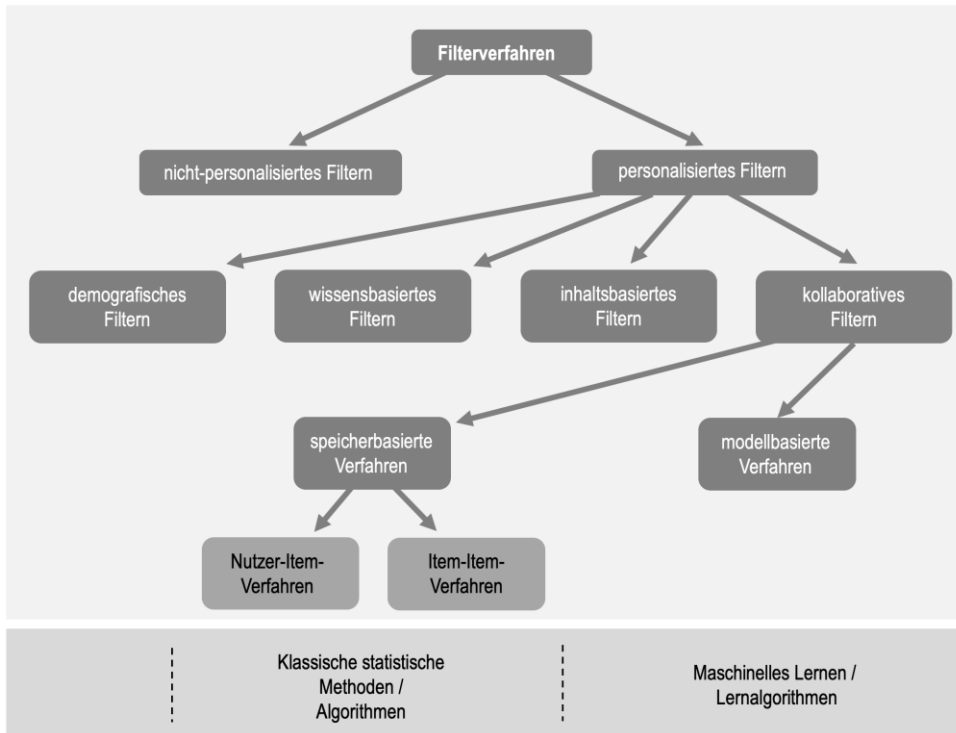 Filterverfahren
nicht-personalisiertes Filtern
personalisiertes Filtern
demografisches
Filtern
wissensbasiertes
Filtern
inhaltsbasiertes
Filtern
kollaboratives
Filtern
speicherbasierte
Verfahren
modellbasierte
Verfahren
Nutzer-Item-
Verfahren
Item-Item-
Verfahren
Klassische statistische
Methoden /
Algorithmen
Maschinelles Lernen /
Lernalgorithmen